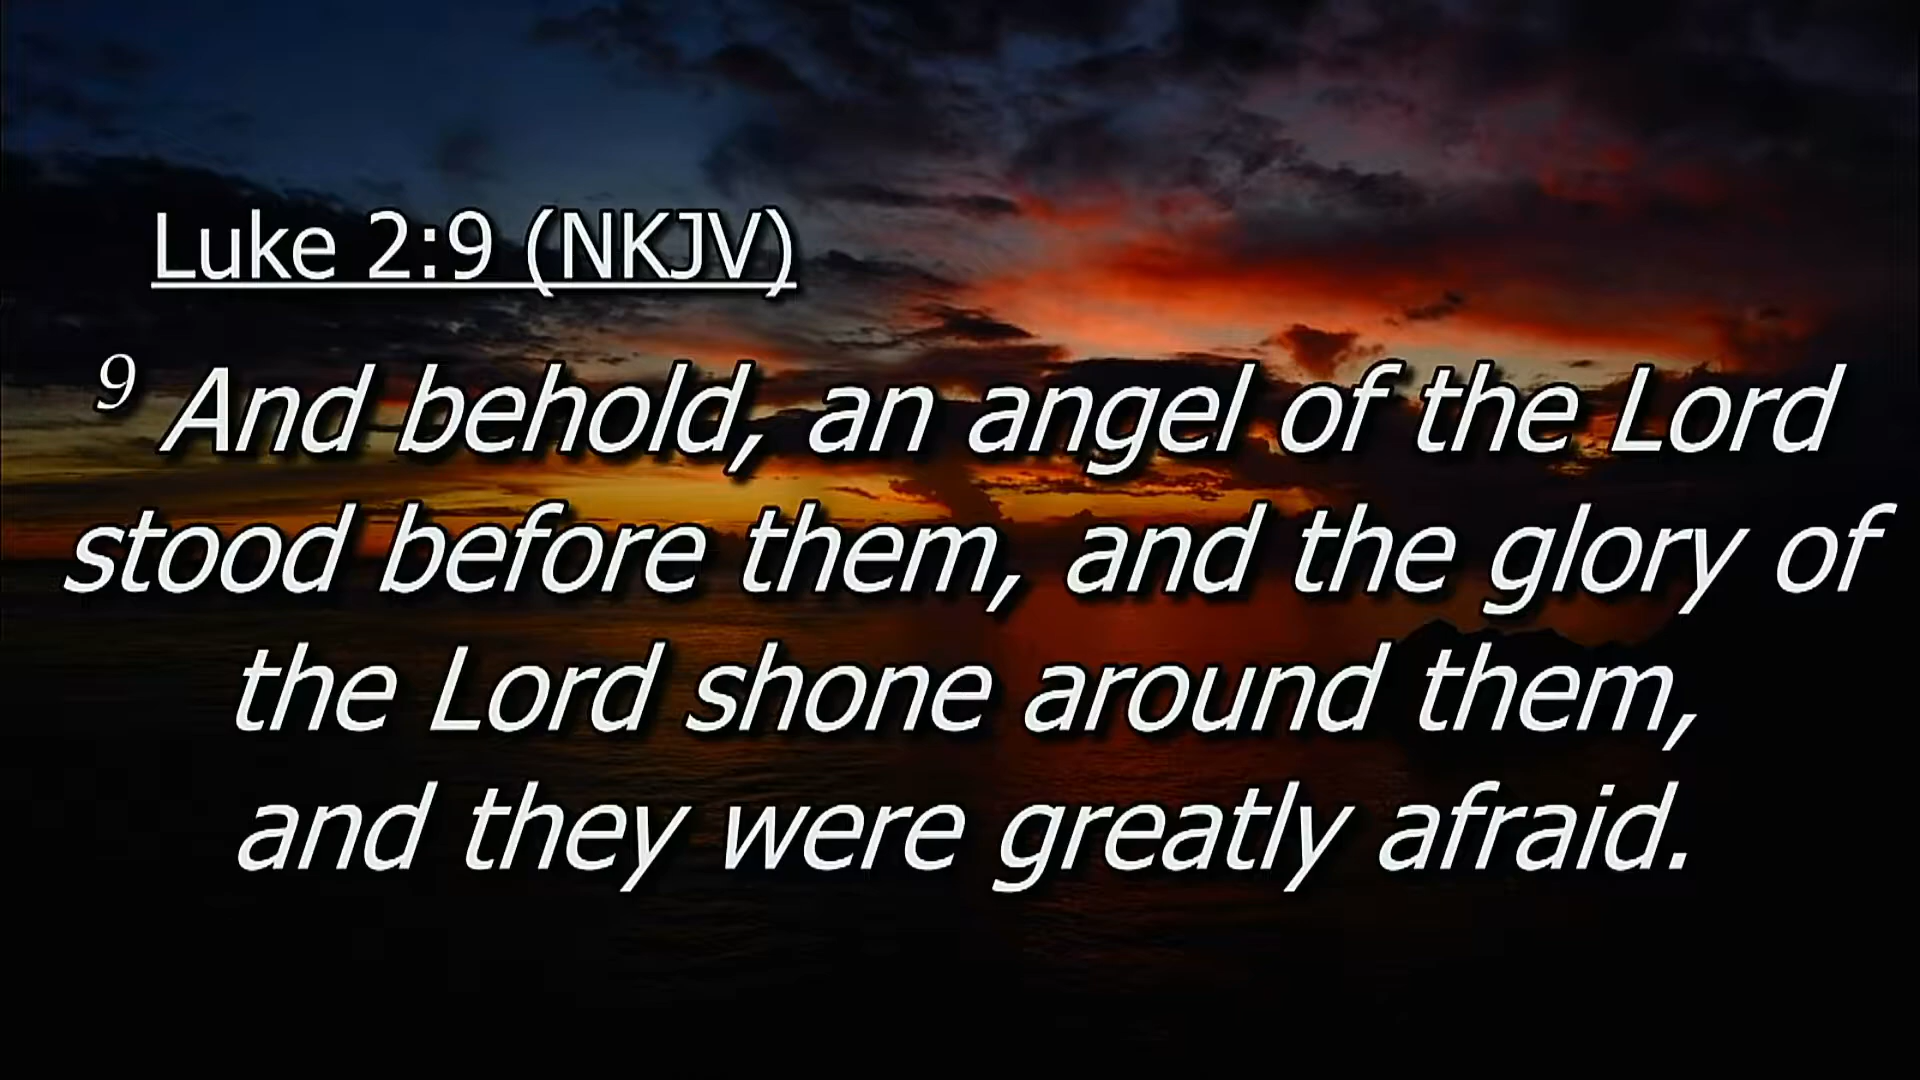 Luke 2:9 (NKJV)
9 And behold, an angel of the Lord
stood before them, and the glory of
the Lord shone around them,
and they were greatly afraid.